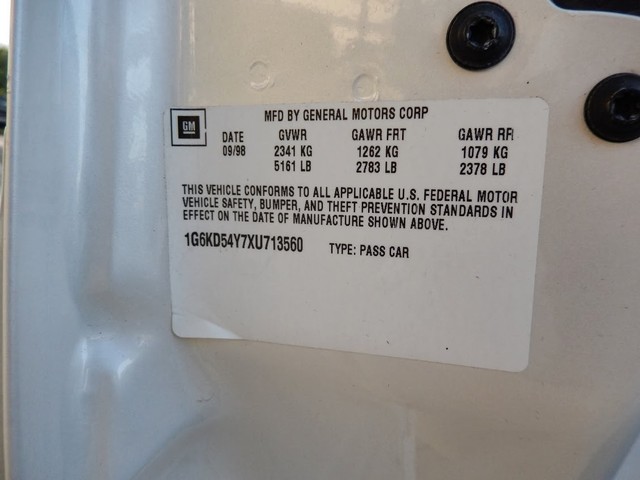 MFD BY GENERAL MOTORS CORP
GM
DATE GVWR GAWR FRT GAWR RR
09/98 2341 KG 1262 KG 1079 KG
5161 LB 2783 LB 2378 LB
THIS VEHICLE CONFORMS TO ALL APPLICABLE U.S. FEDERAL MOTOR
VEHICLE SAFETY, BUMPER, AND THEFT PREVENTION STANDARDS IN
EFFECT ON THE DATE OF MANUFACTURE SHOWN ABOVE.
1G6KD54Y7XU713560 TYPE: PASS CAR